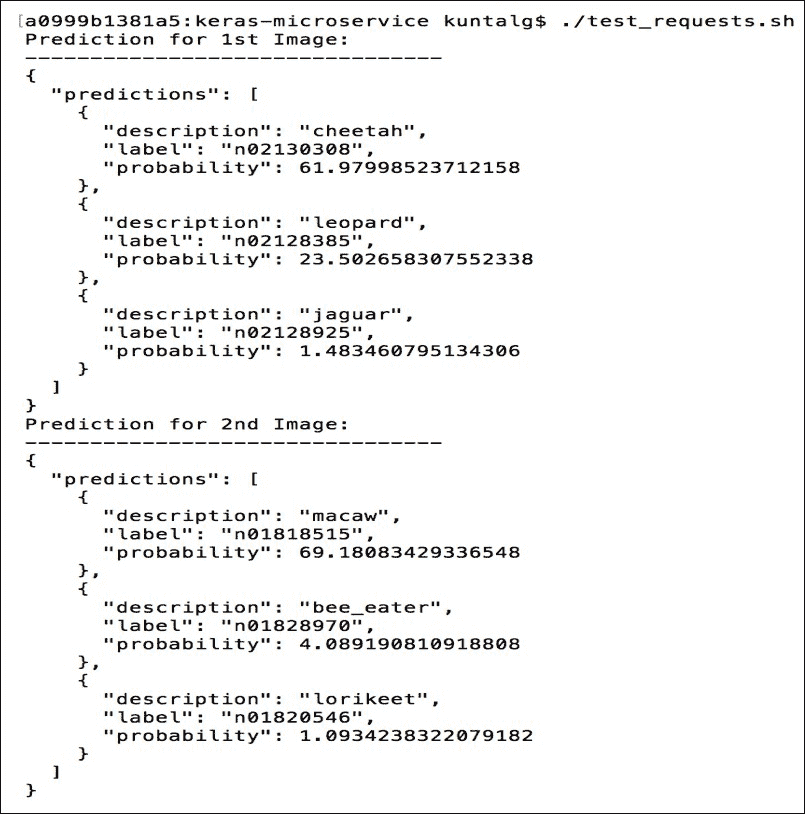 [a0999b1381a5:keras-microservice kuntalg$ ./test_requests.sh
Prediction for 1st Image:
--------------------------------
{
  "predictions": [
    {
      "description": "cheetah",
      "label": "n02130308",
      "probability": 61.97998523712158
    },
    {
      "description": "leopard",
      "label": "n02128385",
      "probability": 23.502658307552338
    },
    {
      "description": "jaguar",
      "label": "n02128925",
      "probability": 1.483460795134306
    }
  ]
}
Prediction for 2nd Image:
--------------------------------
{
  "predictions": [
    {
      "description": "macaw",
      "label": "n01818515",
      "probability": 69.18083429336548
    },
    {
      "description": "bee_eater",
      "label": "n01828970",
      "probability": 4.089190810918808
    },
    {
      "description": "lorikeet",
      "label": "n01820546",
      "probability": 1.0934238322079182
    }
  ]
}